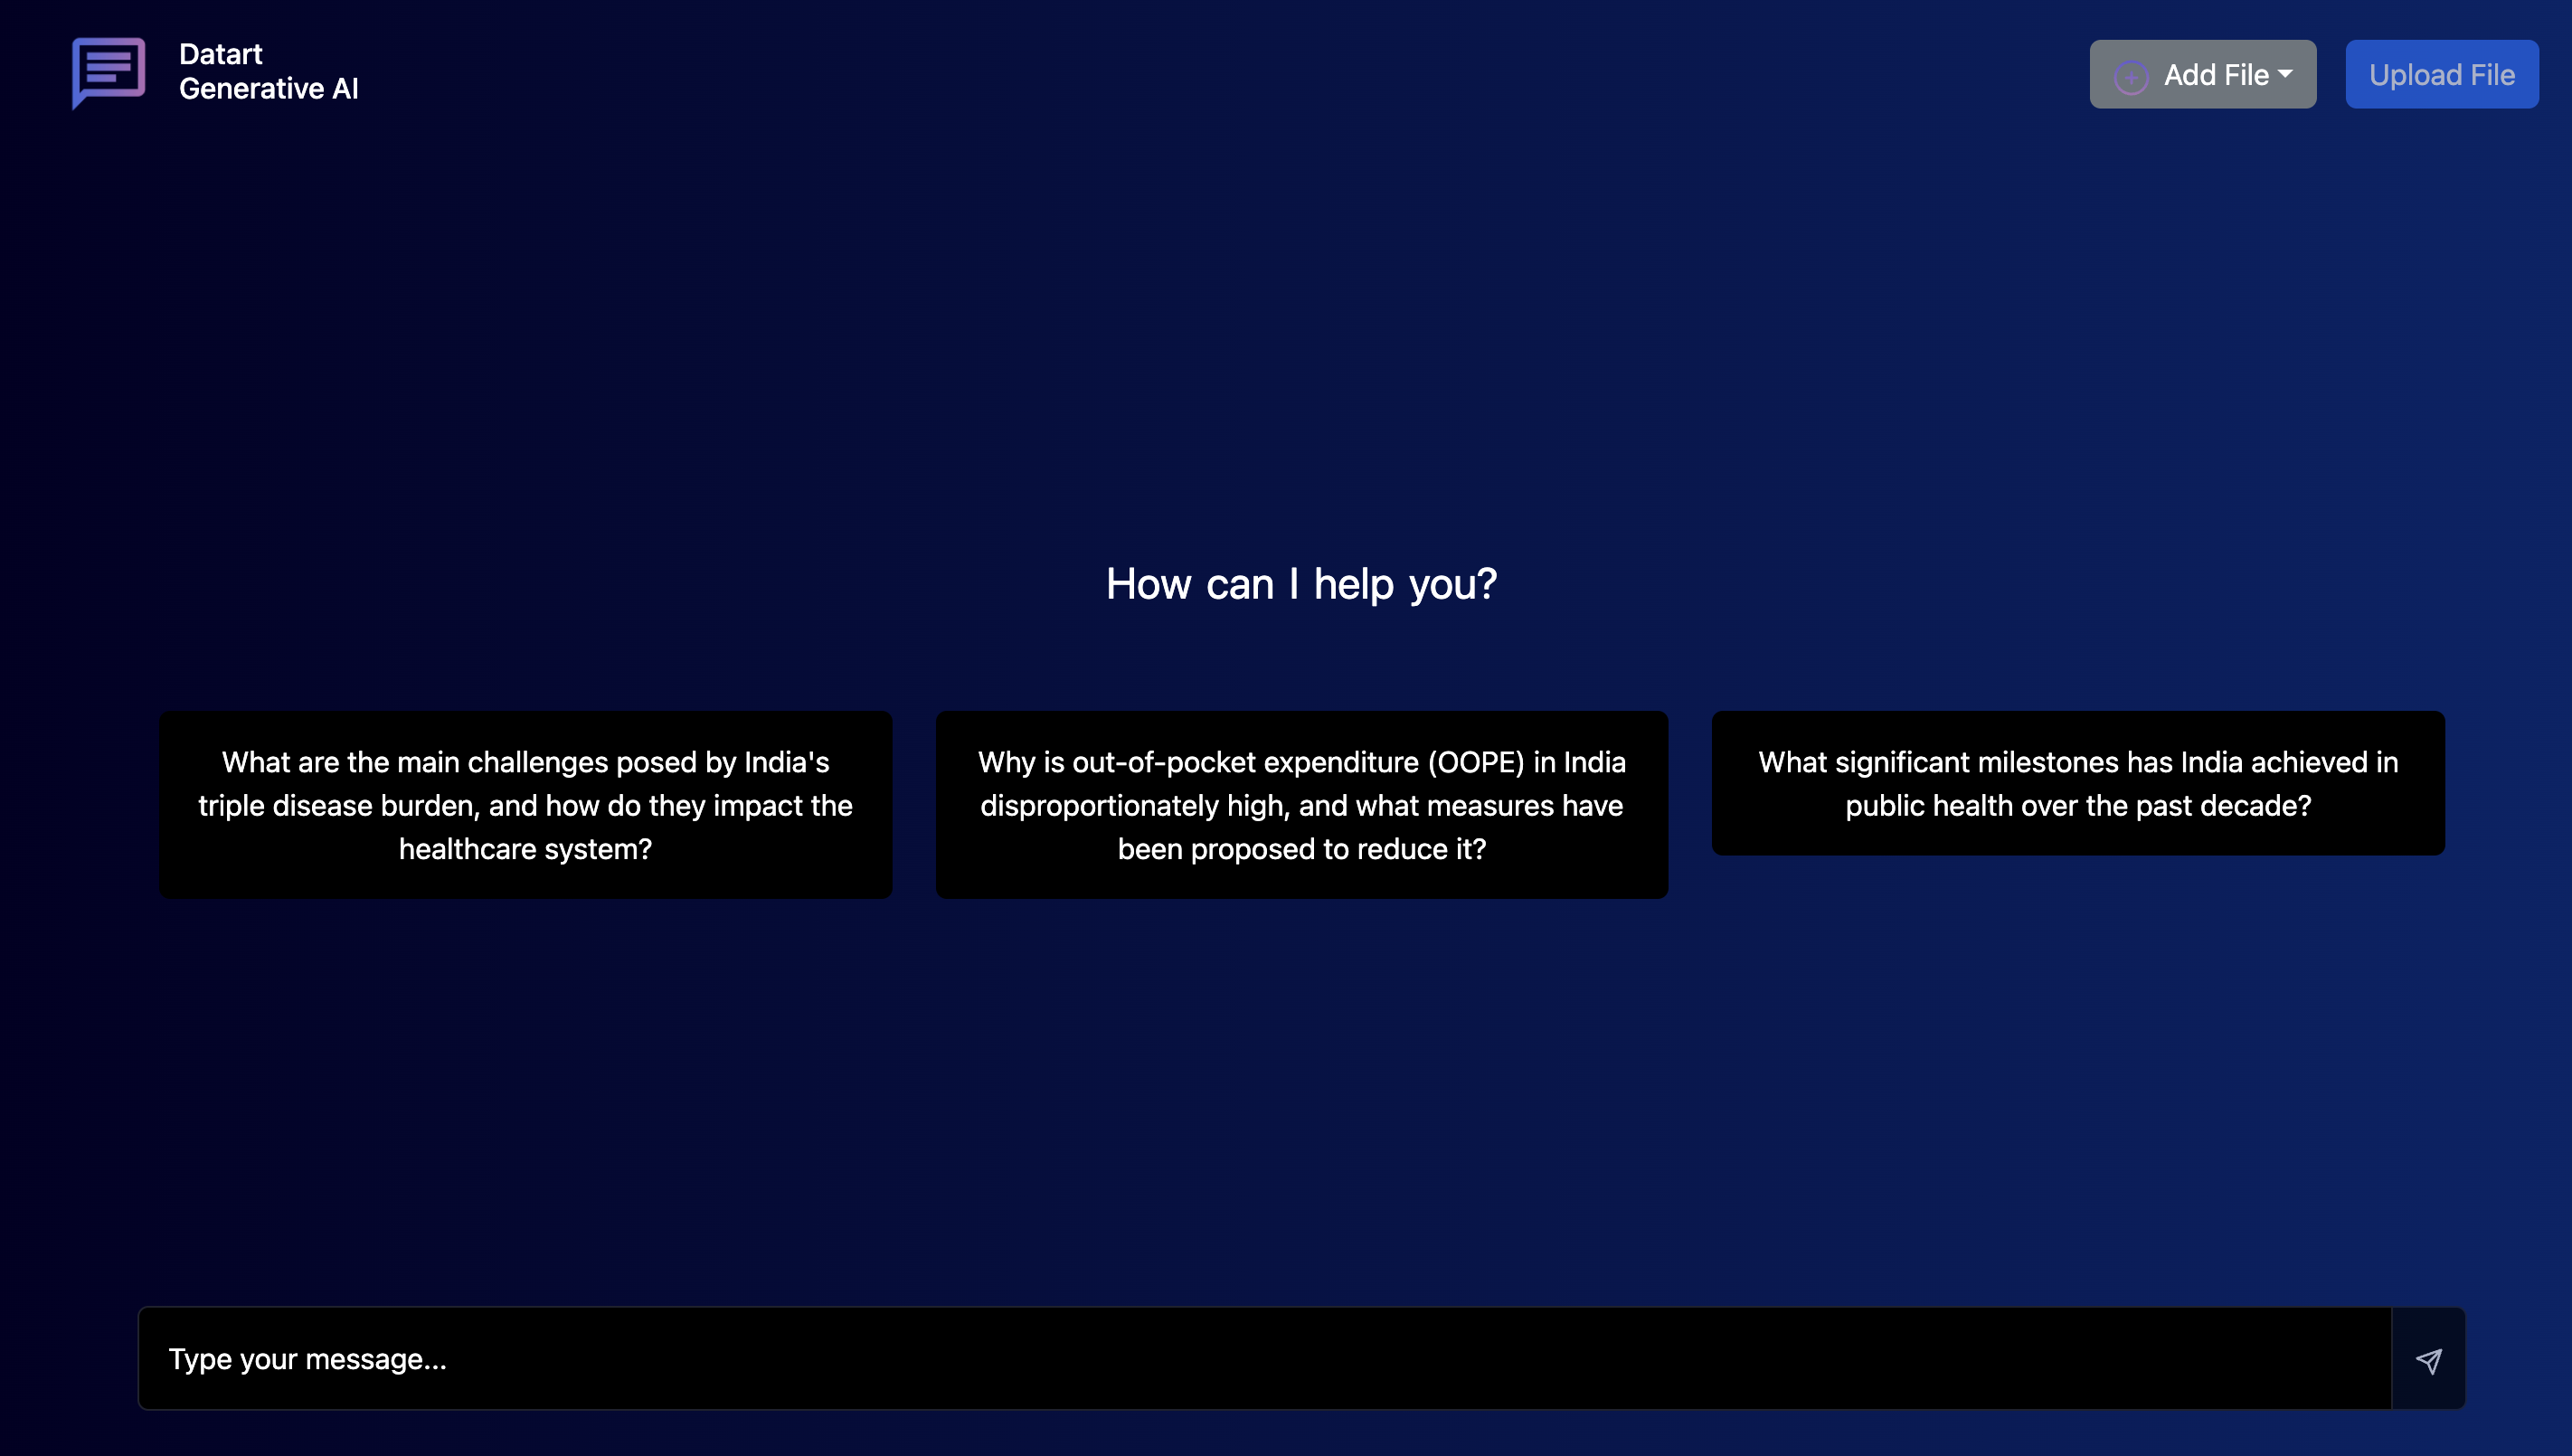 Datart
Generative AI
Add File
Upload File
How can I help you?
What are the main challenges posed by India's
triple disease burden, and how do they impact the
healthcare system?
Why is out-of-pocket expenditure (OOPE) in India
disproportionately high, and what measures have
been proposed to reduce it?
What significant milestones has India achieved in
public health over the past decade?
Type your message...